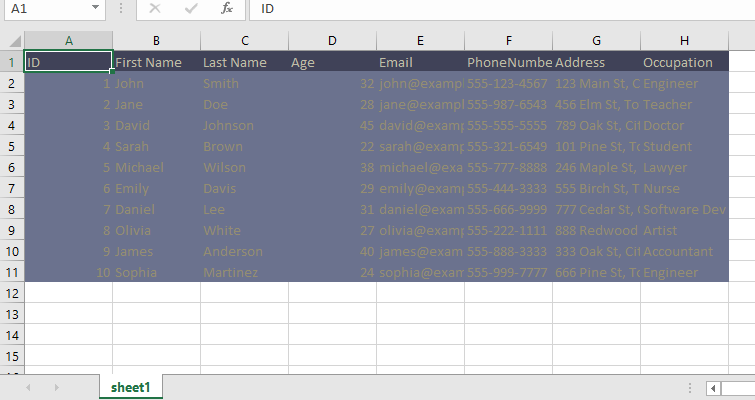 A1 fx ID
A B C D E F G H
1 ID First Name Last Name Age Email PhoneNumbe Address Occupation
2 1 John Smith 32 john@exampl 555-123-4567 123 Main St, C Engineer
3 2 Jane Doe 28 jane@exampl 555-987-6543 456 Elm St, To Teacher
4 3 David Johnson 45 david@examp 555-555-5555 789 Oak St, Cit Doctor
5 4 Sarah Brown 22 sarah@examp 555-321-6549 101 Pine St, To Student
6 5 Michael Wilson 38 michael@exa 555-777-8888 246 Maple St, Lawyer
7 6 Emily Davis 29 emily@examp 555-444-3333 555 Birch St, T Nurse
8 7 Daniel Lee 31 daniel@exam 555-666-9999 777 Cedar St, Software Dev
9 8 Olivia White 27 olivia@examp 555-222-1111 888 Redwood Artist
10 9 James Anderson 40 james@exam 555-888-3333 333 Oak St, Cit Accountant
11 10 Sophia Martinez 24 sophia@exam 555-999-7777 666 Pine St, To Engineer
12
13
14
15
sheet1